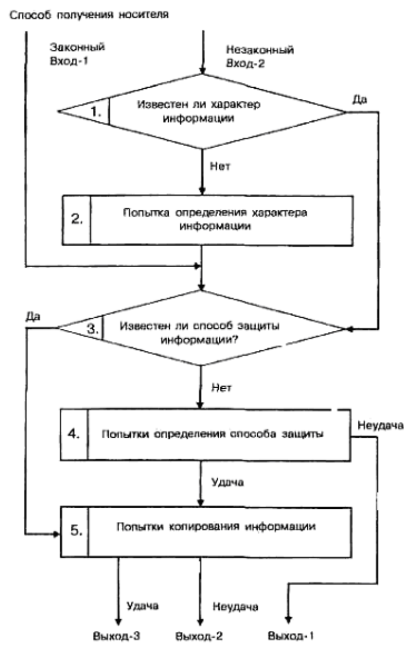 Способ получения носителя
Законный
Вход-1
Незаконный
Вход-2
1.
Известен ли характер
информации
Да
Нет
2.
Попытка определения характера
информации
Да
3.
Известен ли способ защиты
информации?
Нет
4.
Попытки определения способа защиты
Неудача
Удача
5.
Попытки копирования информации
Удача
Неудача
Выход-3
Выход-2
Выход-1